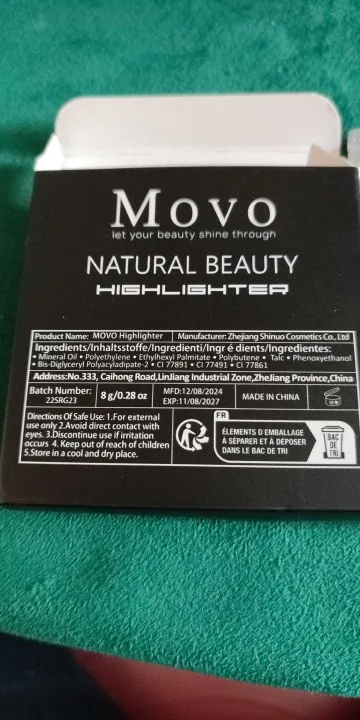 Movo
let your beauty shine through
NATURAL BEAUTY
HIGHLIGHTER
Product Name: MOVO Highlighter Manufacturer: Zhejiang Shinuo Cosmetics Co., Ltd
Ingredients/Inhaltsstoffe/Ingredienti/Ingr é dients/Ingredientes:
• Mineral Oil • Polyethylene • Ethylhexyl Palmitate • Polybutene • Talc • Phenoxyethanol
• Bis-Diglyceryl Polyacyladipate-2 • CI 77891 • CI 77491 • CI 77861
Address:No.333, Caihong Road,LinJiang Industrial Zone,ZheJiang Province,China
Batch Number:
22SRG23
8 g/0.28 oz
MFD:12/08/2024
EXP:11/08/2027
MADE IN CHINA
Directions Of Safe Use: 1.For external
use only 2.Avoid direct contact with
eyes. 3.Discontinue use if irritation
occurs 4. Keep out of reach of children
5.Store in a cool and dry place.
FR
ÉLÉMENTS D'EMBALLAGE
À SÉPARER ET À DÉPOSER
DANS LE BAC DE TRI
BAC
DE
TRI